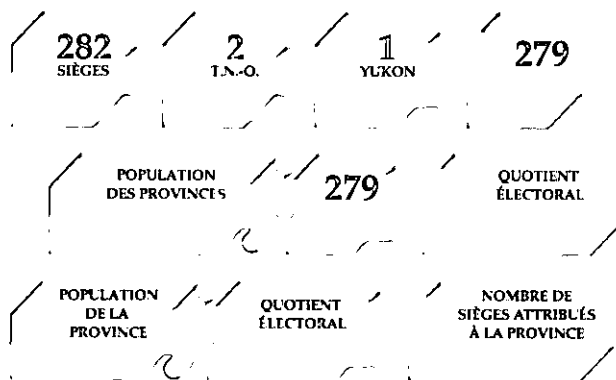 282 2 1 279
SIÈGES T.N.-O. YUKON
POPULATION DES PROVINCES 279 QUOTIENT ÉLECTORAL
POPULATION DE LA PROVINCE QUOTIENT ÉLECTORAL NOMBRE DE SIÈGES ATTRIBUÉS À LA PROVINCE